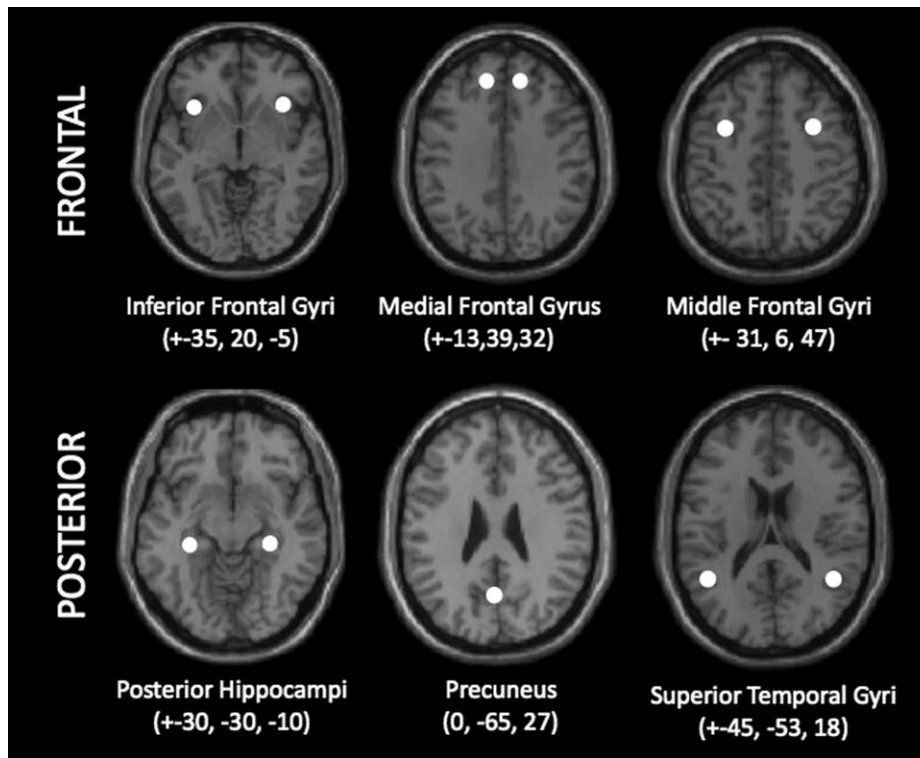 FRONTAL
Inferior Frontal Gyri
(+-35, 20, -5)
Medial Frontal Gyrus
(+-13,39,32)
Middle Frontal Gyri
(+- 31, 6, 47)
POSTERIOR
Posterior Hippocampi
(+-30, -30, -10)
Precuneus
(0, -65, 27)
Superior Temporal Gyri
(+-45, -53, 18)